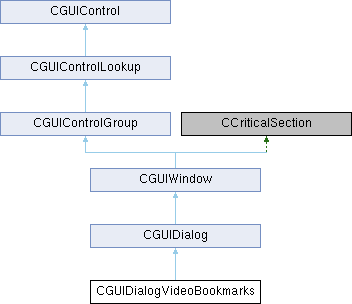 CGUIControl
CGUIControlLookup
CGUIControlGroup
CCriticalSection
CGUIWindow
CGUIDialog
CGUIDialogVideoBookmarks